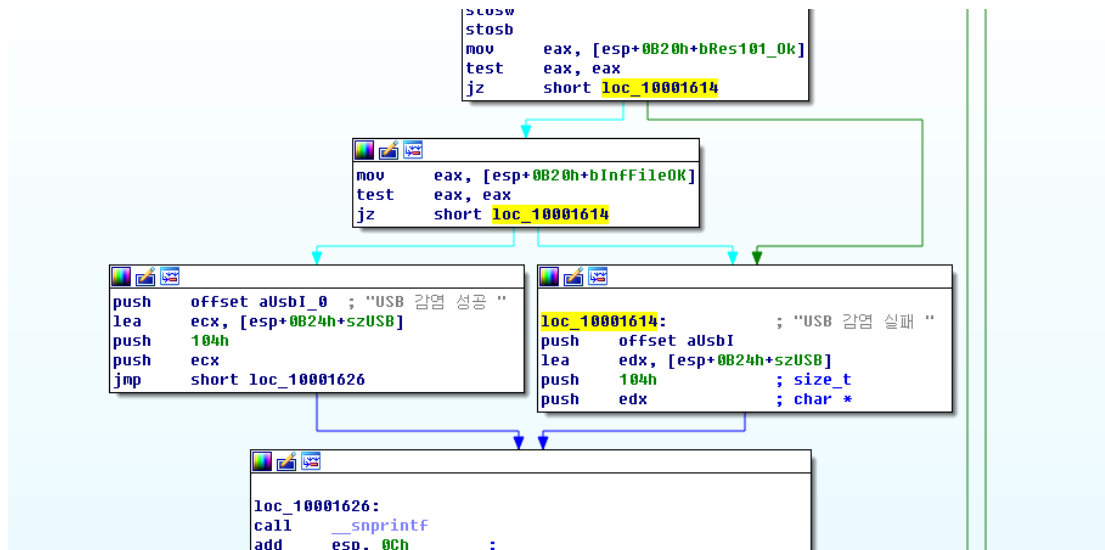 stosw
stosb
mov eax, [esp+0B20h+bRes101_Ok]
test eax, eax
jz short loc_10001614
mov eax, [esp+0B20h+bInfFileOK]
test eax, eax
jz short loc_10001614
push offset aUsbI_0 ; "USB 감염 성공 "
lea ecx, [esp+0B24h+szUSB]
push 104h
push ecx
jmp short loc_10001626
loc_10001614: ; "USB 감염 실패 "
push offset aUsbI
lea edx, [esp+0B24h+szUSB]
push 104h ; size_t
push edx ; char *
loc_10001626:
call __snprintf
add esp, 0Ch ;